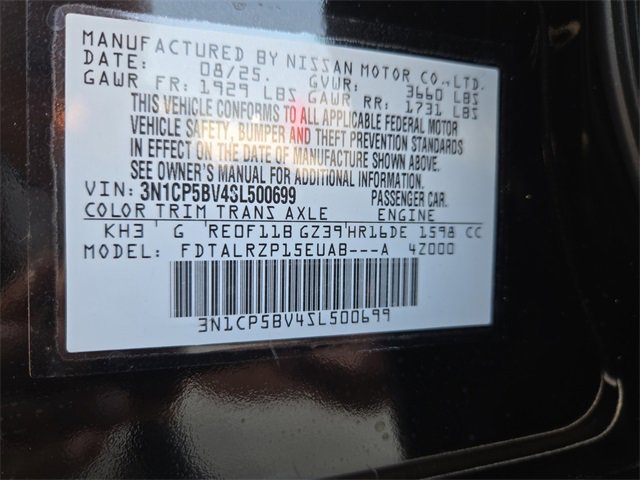 MANUFACTURED BY NISSAN MOTOR CO., LTD.
DATE: 08/25. GVWR: 3660 LBS
GAWR FR: 1929 LBS GAWR RR: 1731 LBS
THIS VEHICLE CONFORMS TO ALL APPLICABLE FEDERAL MOTOR
VEHICLE SAFETY, BUMPER AND THEFT PREVENTION STANDARDS
IN EFFECT ON THE DATE OF MANUFACTURE SHOWN ABOVE.
SEE OWNER'S MANUAL FOR ADDITIONAL INFORMATION.
VIN: 3N1CP5BV4SL500699 PASSENGER CAR.
COLOR TRIM TRANS AXLE ENGINE
KH3 G RE0F11B GZ39 HR16DE 1598 CC
MODEL: FDTALRZP15EUAB---A 4Z000
3N1CP5BV4SL500699